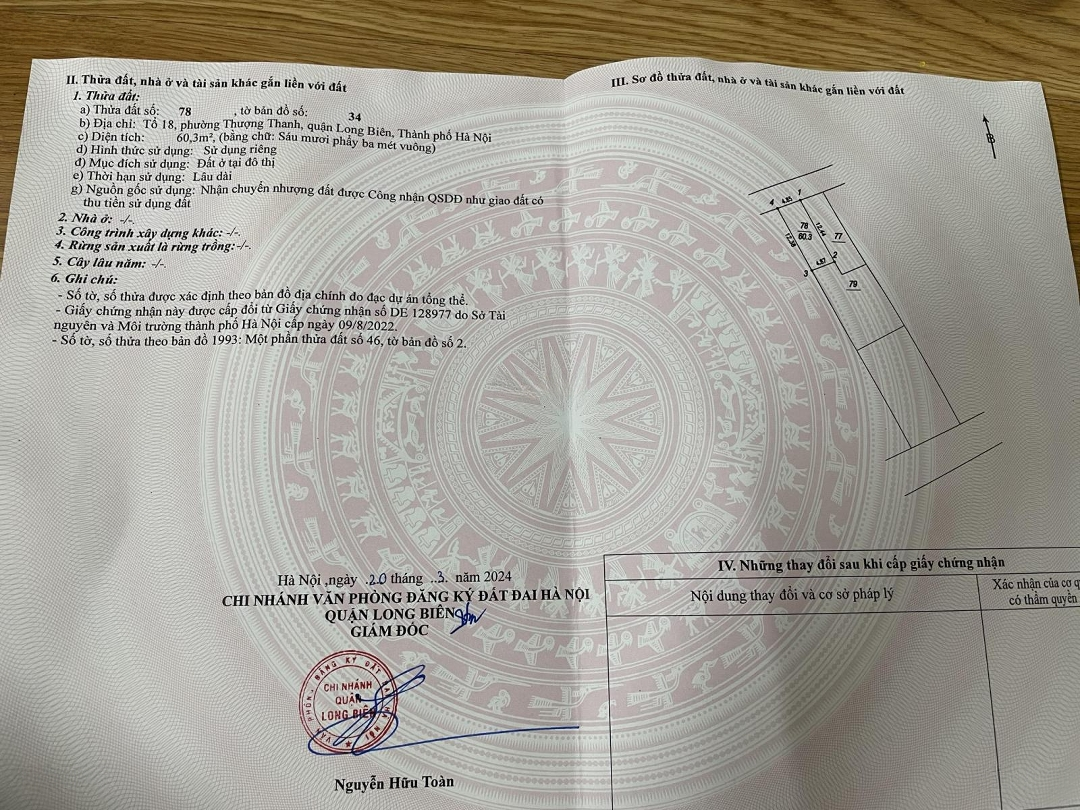 II. Thửa đất, nhà ở và tài sản khác gắn liền với đất
1. Thửa đất:
a) Thửa đất số: 78 , tờ bản đồ số: 34
b) Địa chỉ: Tổ 18, phường Thượng Thanh, quận Long Biên, Thành phố Hà Nội
c) Diện tích: 60,3m², (bằng chữ: Sáu mươi phẩy ba mét vuông)
d) Hình thức sử dụng: Sử dụng riêng
đ) Mục đích sử dụng: Đất ở tại đô thị
e) Thời hạn sử dụng: Lâu dài
g) Nguồn gốc sử dụng: Nhận chuyển nhượng đất được Công nhận QSDĐ như giao đất có
thu tiền sử dụng đất
2. Nhà ở: -/-.
3. Công trình xây dựng khác: -/-.
4. Rừng sản xuất là rừng trồng:-/-.
5. Cây lâu năm: -/-.
6. Ghi chú:
- Số tờ, số thửa được xác định theo bản đồ địa chính do đạc dự án tổng thể.
- Giấy chứng nhận này được cấp đổi từ Giấy chứng nhận số DE 128977 do Sở Tài
nguyên và Môi trường thành phố Hà Nội cấp ngày 09/8/2022.
- Số tờ, số thửa theo bản đồ 1993: Một phần thửa đất số 46, tờ bản đồ số 2.
Hà Nội ,ngày .20 tháng ..3. năm 2024
CHI NHÁNH VĂN PHÒNG ĐĂNG KÝ ĐẤT ĐAI HÀ NỘI
QUẬN LONG BIÊN
GIÁM ĐỐC
CHI NHÁNH
QUẬN
LONG BIÊN
Nguyễn Hữu Toàn
III. Sơ đồ thửa đất, nhà ở và tài sản khác gắn liền với đất
B
1
4
4.85
78
60.3
12.44
77
12.38
2
4.87
3
79
IV. Những thay đổi sau khi cấp giấy chứng nhận
Nội dung thay đổi và cơ sở pháp lý
Xác nhận của cơ q
có thẩm quyền